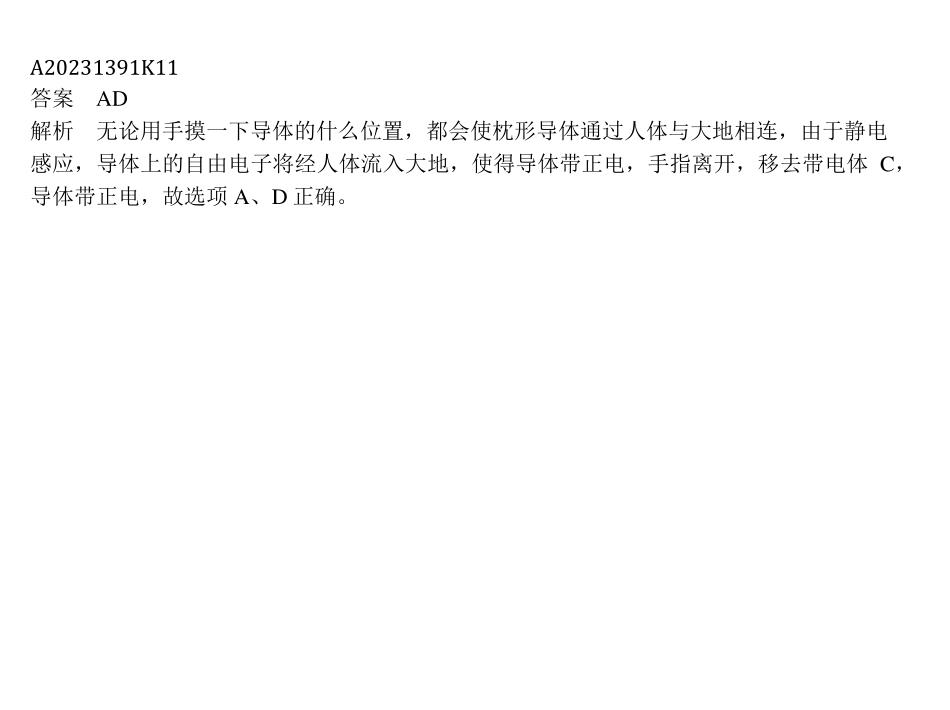 A20231391K11
答案 AD
解析 无论用手摸一下导体的什么位置，都会使枕形导体通过人体与大地相连，由于静电
感应，导体上的自由电子将经人体流入大地，使得导体带正电，手指离开，移去带电体 C，
导体带正电，故选项 A、D 正确。